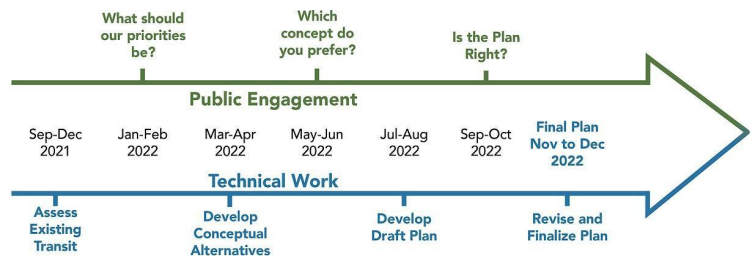 What should
our priorities
be?
Which
concept do
you prefer?
Is the Plan
Right?
Public Engagement
Sep-Dec
2021
Jan-Feb
2022
Mar-Apr
2022
May-Jun
2022
Jul-Aug
2022
Sep-Oct
2022
Final Plan
Nov to Dec
2022
Technical Work
Assess
Existing
Transit
Develop
Conceptual
Alternatives
Develop
Draft Plan
Revise and
Finalize Plan